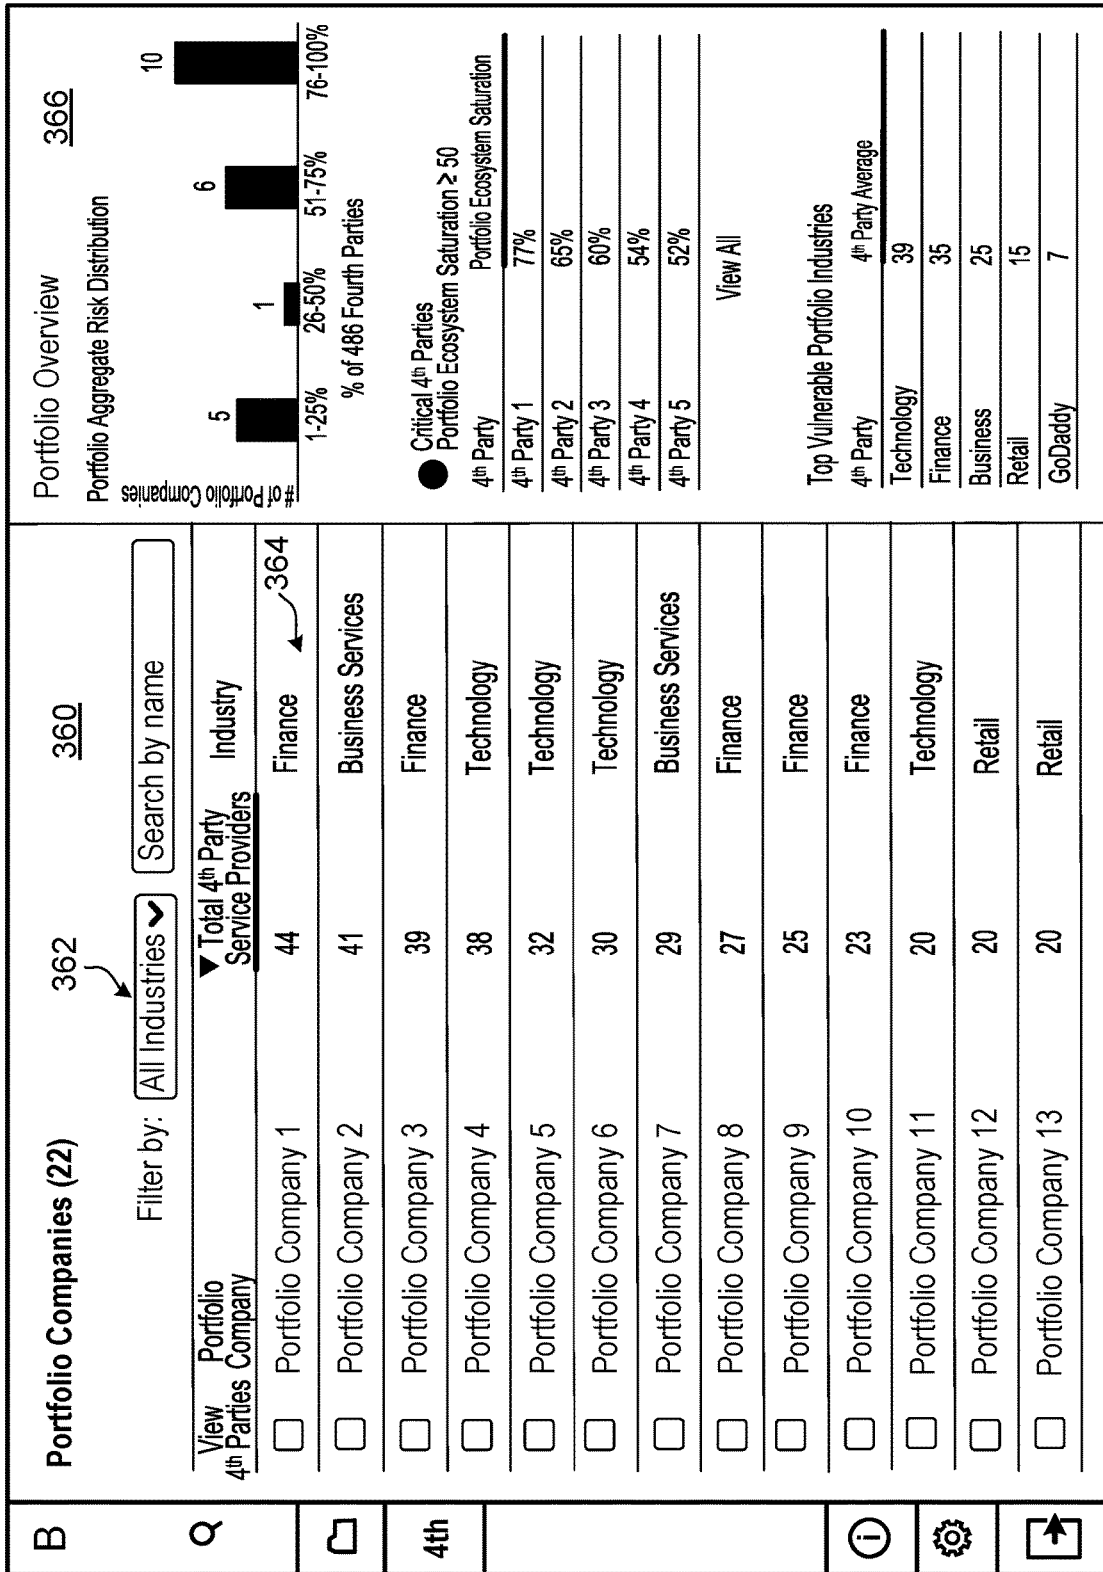 B
4th
Portfolio Companies (22)
362
360
Filter by:
All Industries
Search by name
View
4th Parties
Portfolio
Company
▼ Total 4th Party
Service Providers
Industry
Portfolio Company 1 44 Finance
364
Portfolio Company 2 41 Business Services
Portfolio Company 3 39 Finance
Portfolio Company 4 38 Technology
Portfolio Company 5 32 Technology
Portfolio Company 6 30 Technology
Portfolio Company 7 29 Business Services
Portfolio Company 8 27 Finance
Portfolio Company 9 25 Finance
Portfolio Company 10 23 Finance
Portfolio Company 11 20 Technology
Portfolio Company 12 20 Retail
Portfolio Company 13 20 Retail
Portfolio Overview
366
Portfolio Aggregate Risk Distribution
# of Portfolio Companies
5 1 6 10
1-25% 26-50% 51-75% 76-100%
% of 486 Fourth Parties
Critical 4th Parties
Portfolio Ecosystem Saturation ≥ 50
4th Party Portfolio Ecosystem Saturation
4th Party 1 77%
4th Party 2 65%
4th Party 3 60%
4th Party 4 54%
4th Party 5 52%
View All
Top Vulnerable Portfolio Industries
4th Party 4th Party Average
Technology 39
Finance 35
Business 25
Retail 15
GoDaddy 7